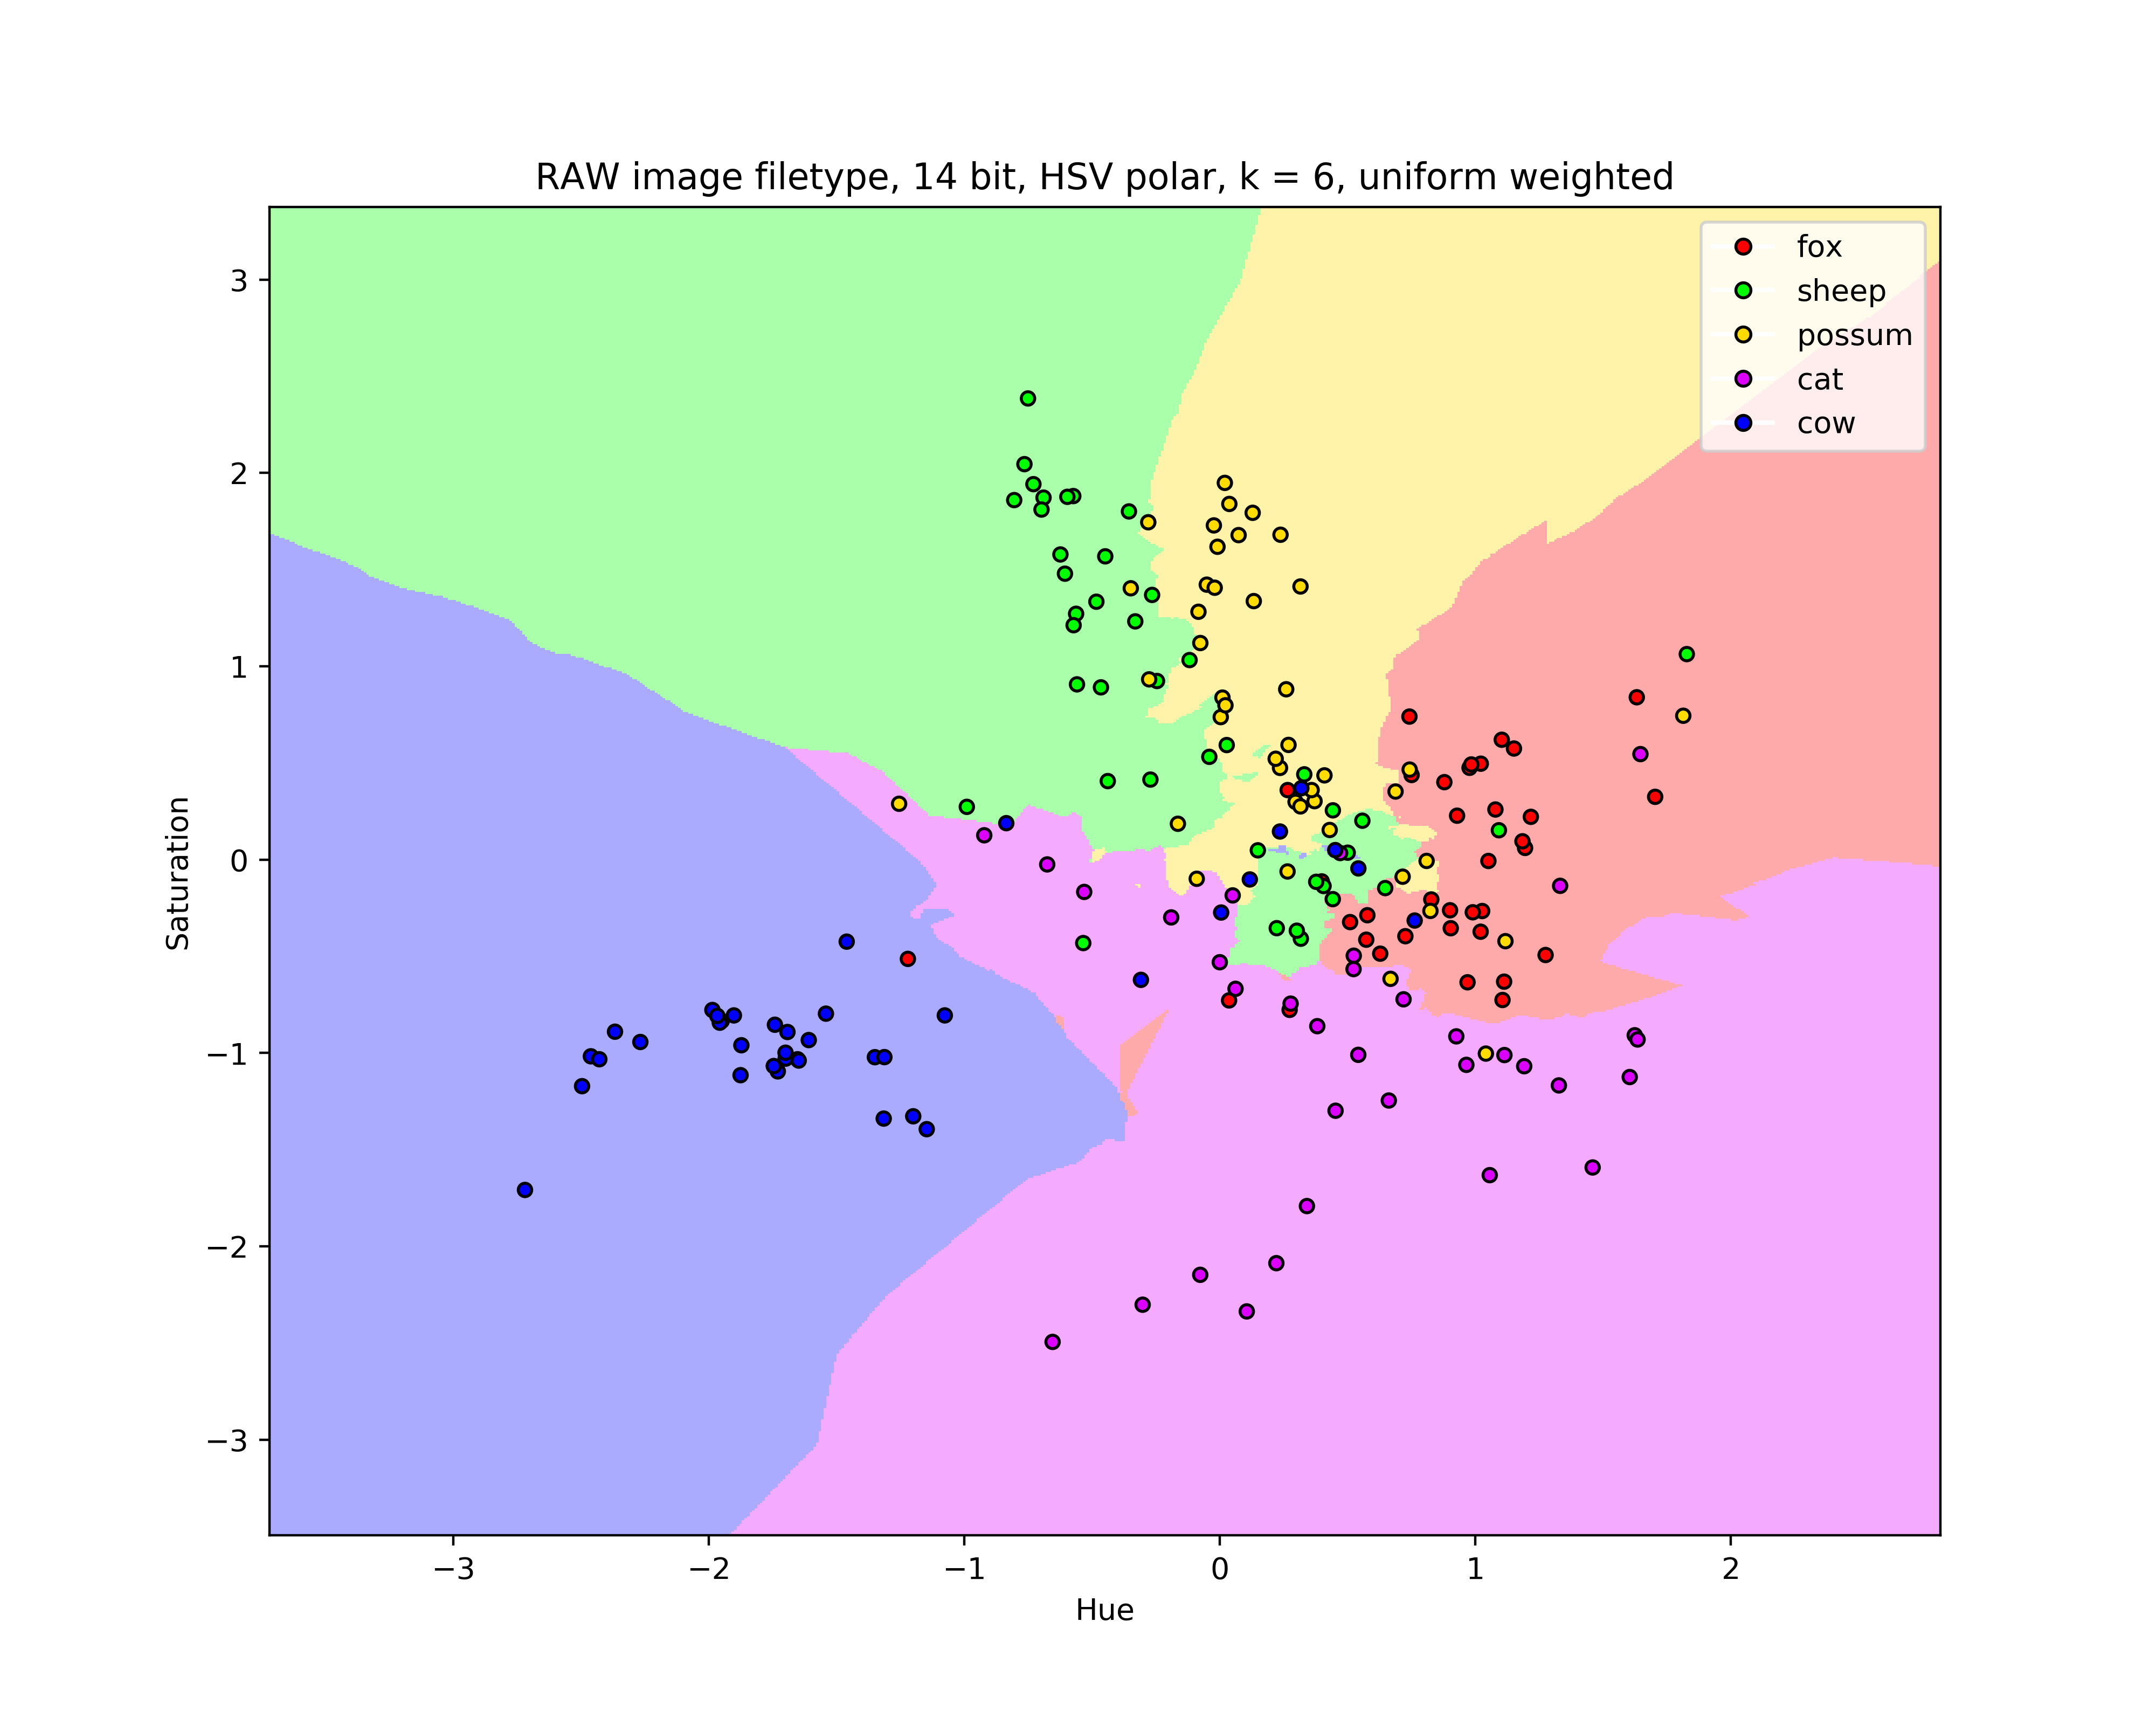 RAW image filetype, 14 bit, HSV polar, k = 6, uniform weighted
fox
sheep
possum
cat
cow
3
2
1
0
−1
−2
−3
Saturation
−3
−2
−1
0
1
2
Hue